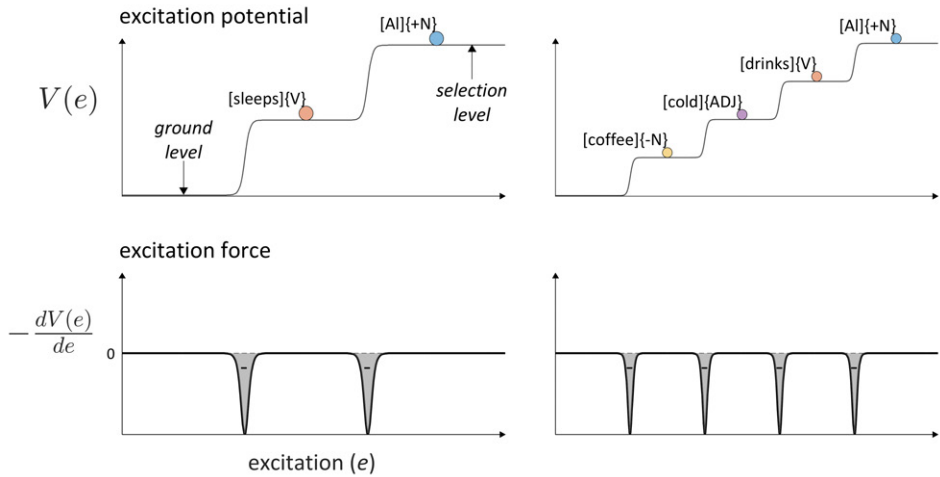 excitation potential
V(e)
[Al]{+N}
[sleeps]{V}
selection
level
ground
level
[Al]{+N}
[drinks]{V}
[cold]{ADJ}
[coffee]{-N}
excitation force
- dV(e)
de
0
-
-
-
-
-
-
excitation (e)